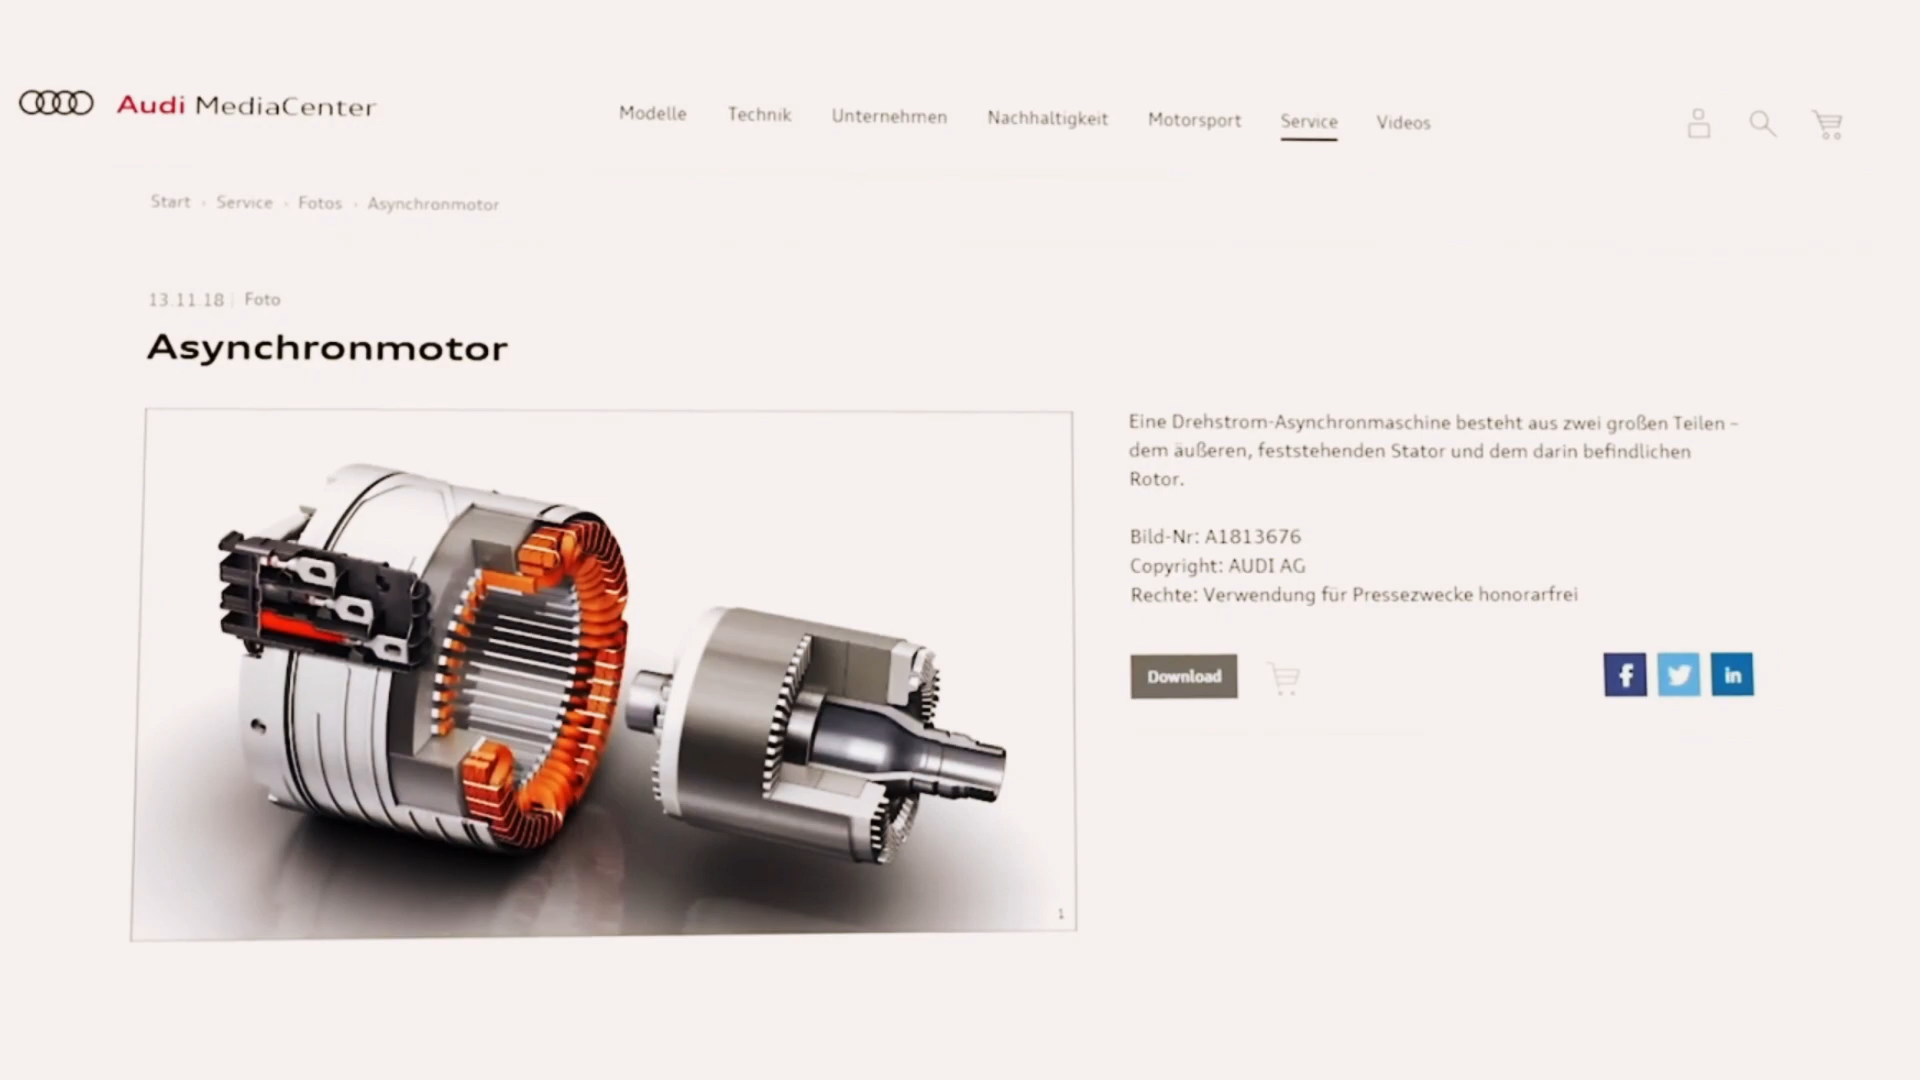 Audi MediaCenter
Modelle Technik Unternehmen Nachhaltigkeit Motorsport Service Videos
Start Service Fotos Asynchronmotor
13.11.18 | Foto
Asynchronmotor
Eine Drehstrom-Asynchronmaschine besteht aus zwei großen Teilen –
dem äußeren, feststehenden Stator und dem darin befindlichen
Rotor.
Bild-Nr: A1813676
Copyright: AUDI AG
Rechte: Verwendung für Pressezwecke honorarfrei
Download
f
in
1